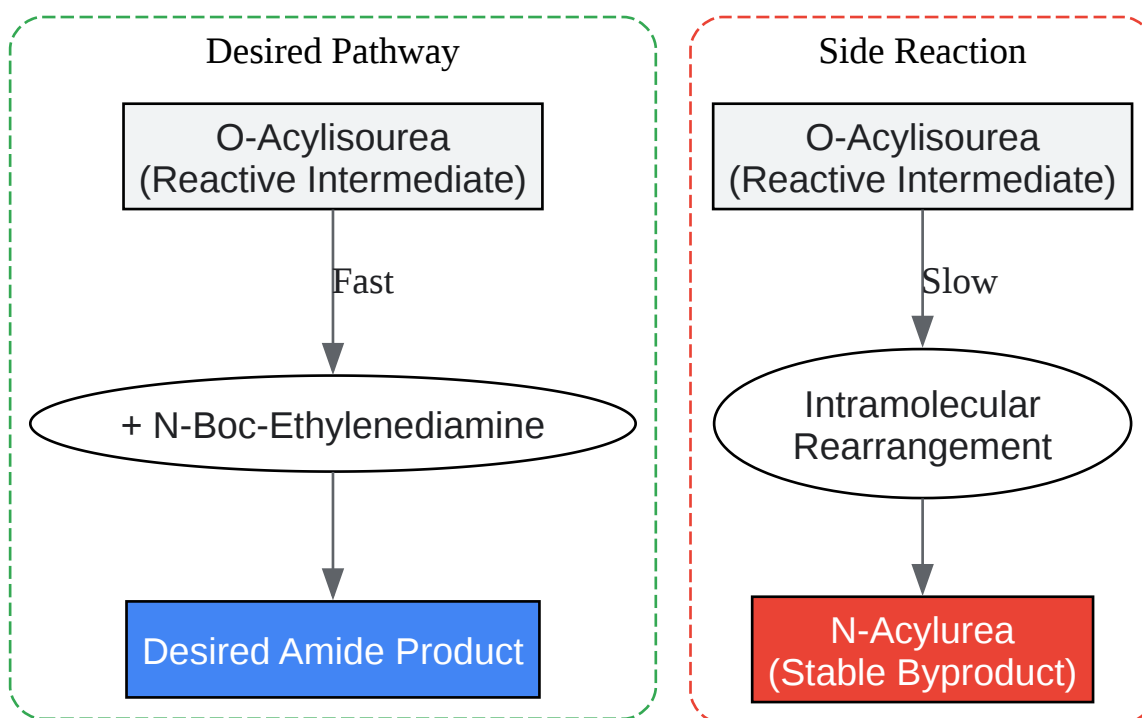 Desired Pathway
O-Acylisourea
(Reactive Intermediate)
Fast
+ N-Boc-Ethylenediamine
Desired Amide Product
Side Reaction
O-Acylisourea
(Reactive Intermediate)
Slow
Intramolecular
Rearrangement
N-Acylurea
(Stable Byproduct)